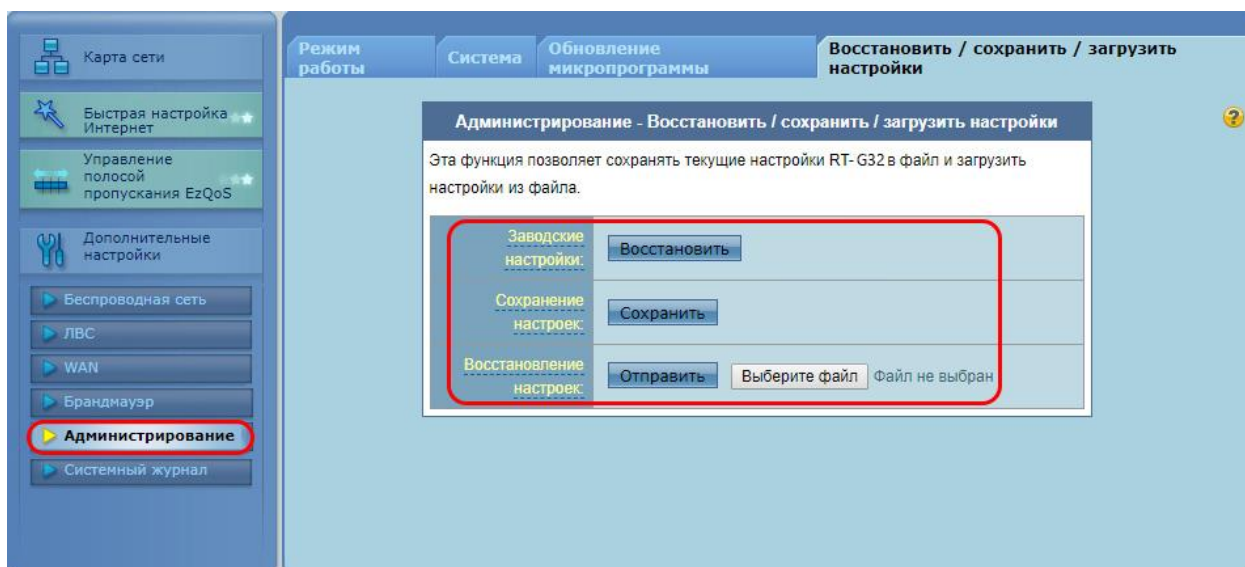 Карта сети
Быстрая настройка
Интернет
Управление
полосой
пропускания EzQoS
Дополнительные
настройки
Беспроводная сеть
ЛВС
WAN
Брандмауэр
Администрирование
Системный журнал
Режим
работы
Система
Обновление
микропрограммы
Восстановить / сохранить / загрузить
настройки
Администрирование - Восстановить / сохранить / загрузить настройки
Эта функция позволяет сохранять текущие настройки RT- G32 в файл и загрузить
настройки из файла.
Заводские
настройки:
Восстановить
Сохранение
настроек:
Сохранить
Восстановление
настроек:
Отправить
Выберите файл
Файл не выбран
?